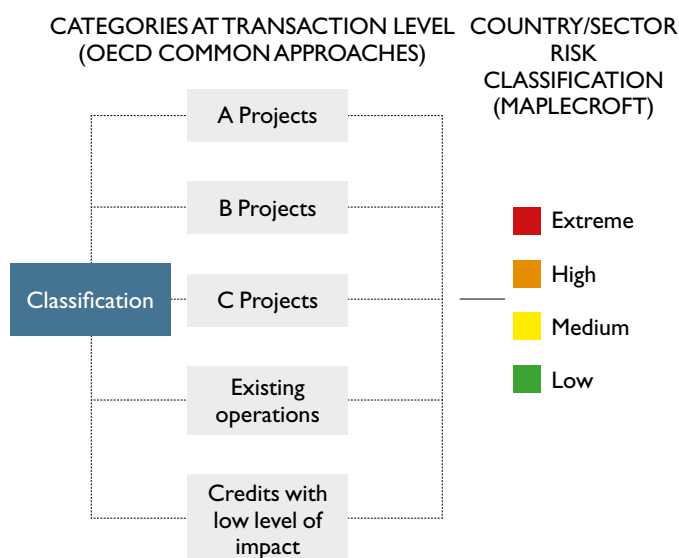 CATEGORIES AT TRANSACTION LEVEL
(OECD COMMON APPROACHES)
COUNTRY/SECTOR
RISK
CLASSIFICATION
(MAPLECROFT)
A Projects
B Projects
Classification
C Projects
Existing
operations
Credits with
low level of
impact
Extreme
High
Medium
Low